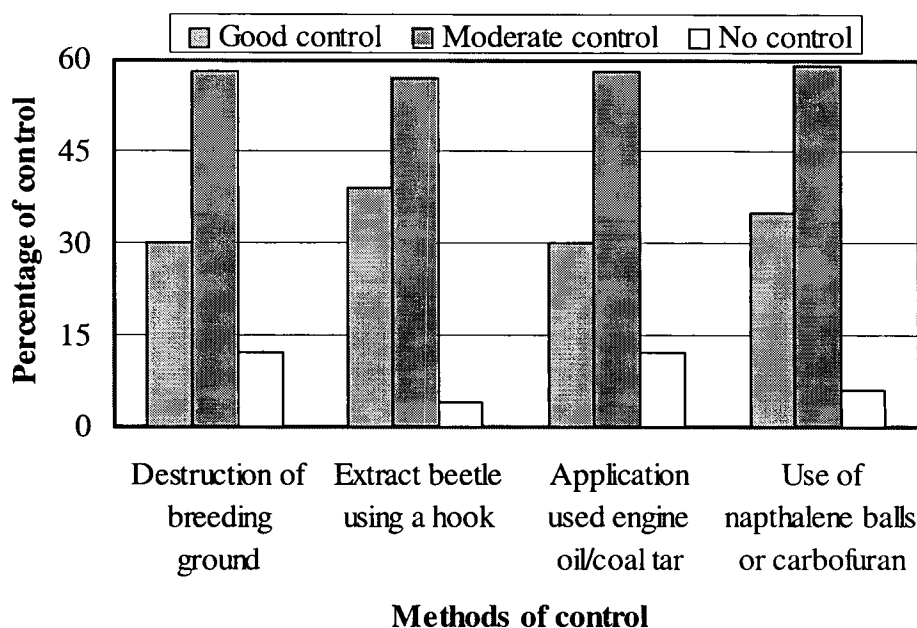 Good control Moderate control No control
Percentage of control
60
45
30
15
0
Destruction of breeding ground
Extract beetle using a hook
Application used engine oil/coal tar
Use of napthalene balls or carbofuran
Methods of control